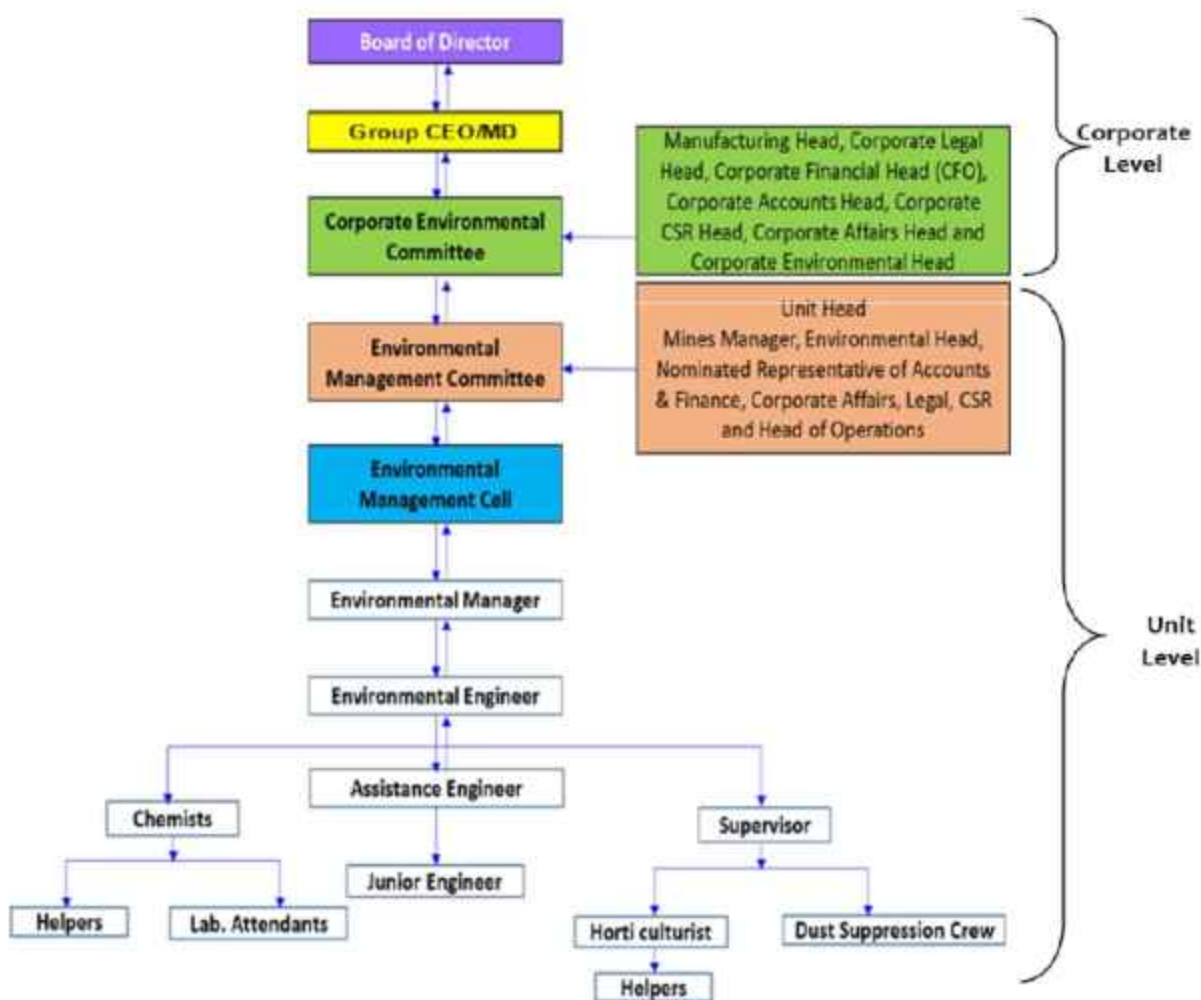 Board of Director
Group CEO/MD
Manufacturing Head, Corporate Legal
Head, Corporate Financial Head (CFO),
Corporate Accounts Head, Corporate
CSR Head, Corporate Affairs Head and
Corporate Environmental Head
Corporate
Level
Corporate Environmental
Committee
Unit Head
Mines Manager, Environmental Head,
Nominated Representative of Accounts
& Finance, Corporate Affairs, Legal, CSR
and Head of Operations
Environmental
Management Committee
Environmental
Management Cell
Environmental Manager
Unit
Level
Environmental Engineer
Assistance Engineer
Chemists
Supervisor
Junior Engineer
Helpers
Lab. Attendants
Horti culturist
Dust Suppression Crew
Helpers